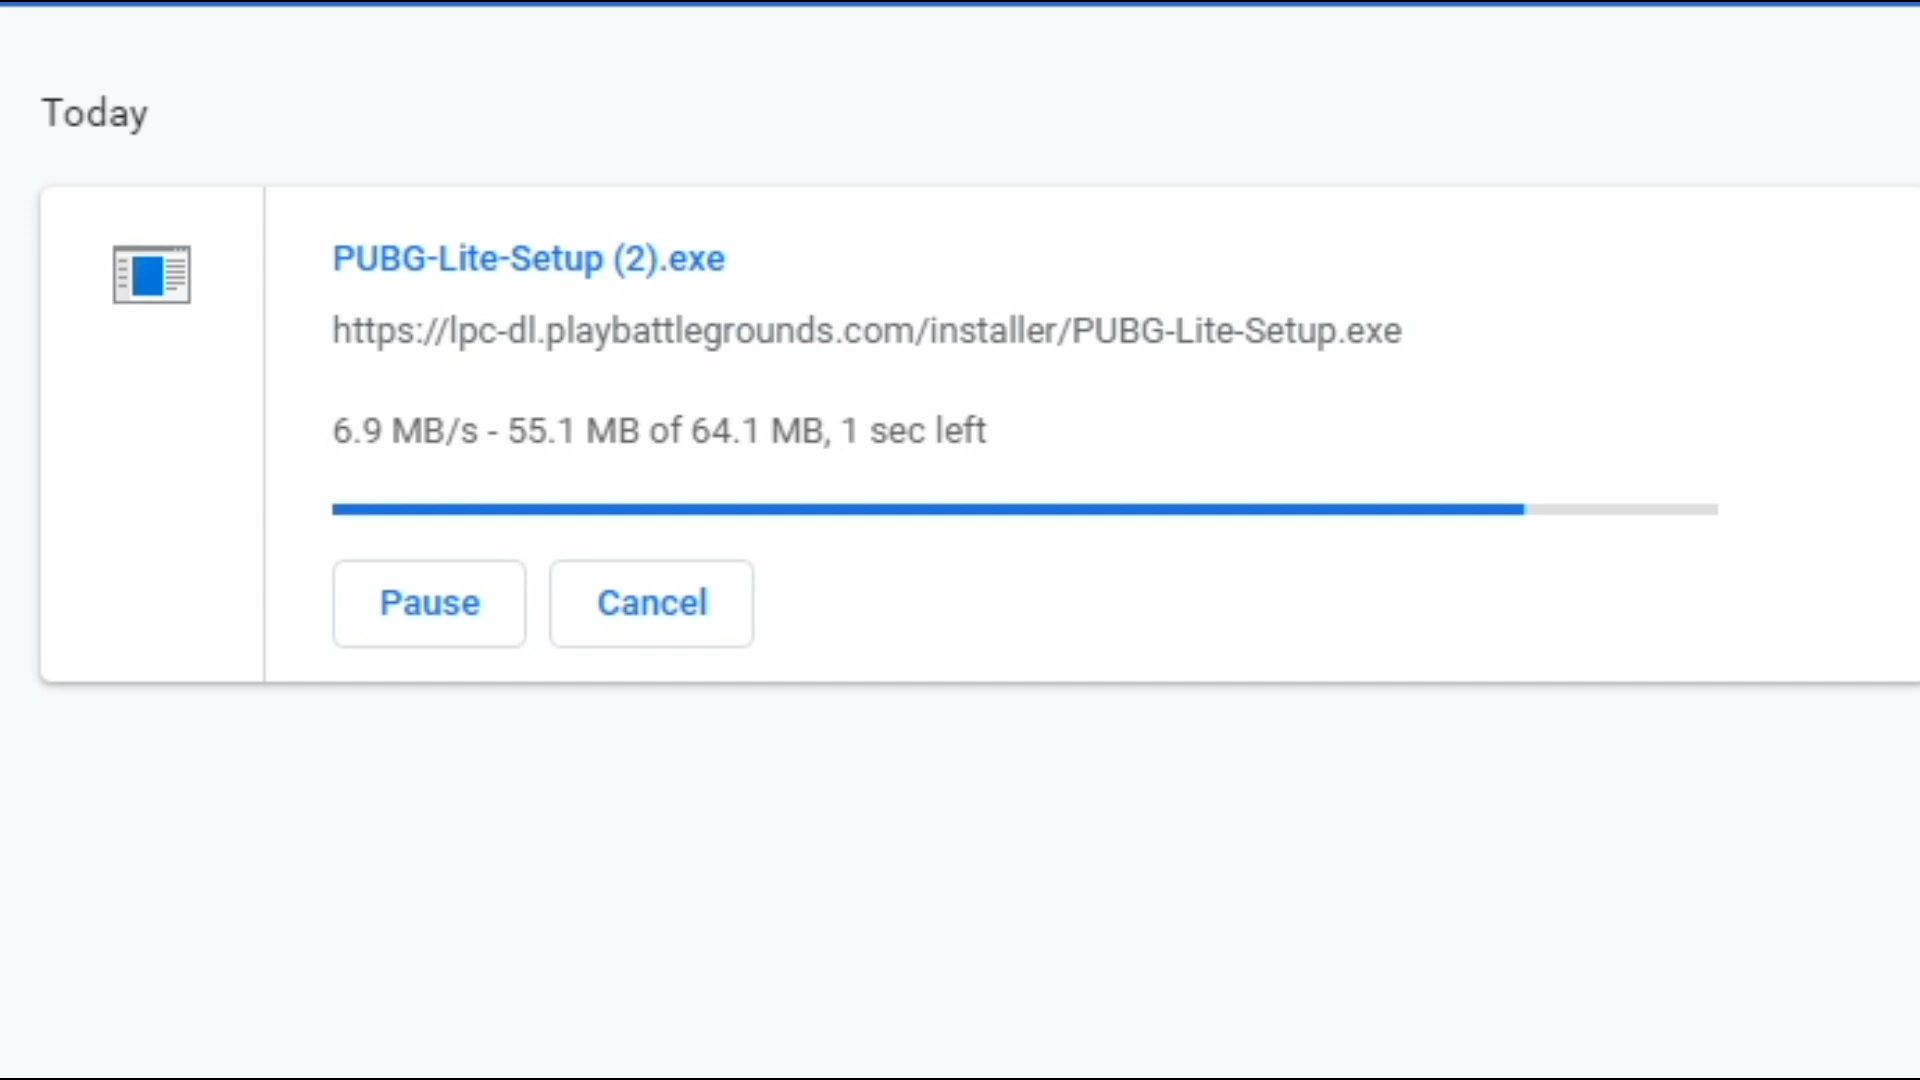 Today
PUBG-Lite-Setup (2).exe
https://lpc-dl.playbattlegrounds.com/installer/PUBG-Lite-Setup.exe
6.9 MB/s - 55.1 MB of 64.1 MB, 1 sec left
Pause
Cancel